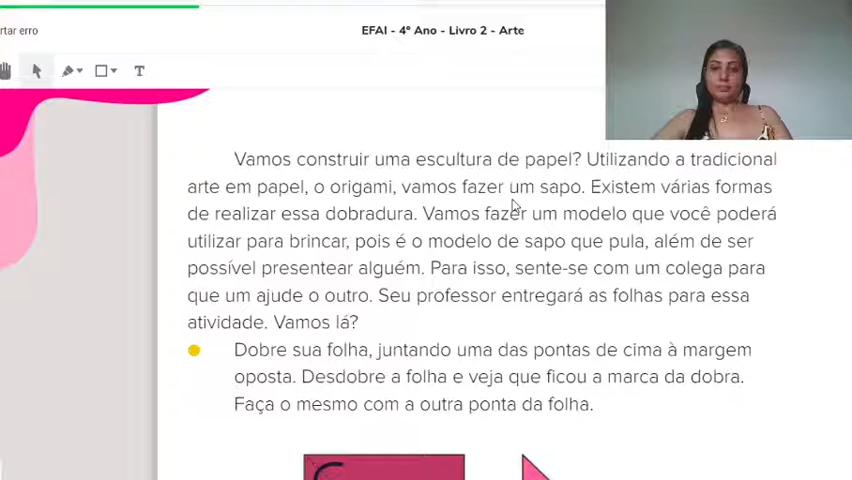 rtar erro
EFAI - 4º Ano - Livro 2 - Arte
T
Vamos construir uma escultura de papel? Utilizando a tradicional
arte em papel, o origami, vamos fazer um sapo. Existem várias formas
de realizar essa dobradura. Vamos fazer um modelo que você poderá
utilizar para brincar, pois é o modelo de sapo que pula, além de ser
possível presentear alguém. Para isso, sente-se com um colega para
que um ajude o outro. Seu professor entregará as folhas para essa
atividade. Vamos lá?
Dobre sua folha, juntando uma das pontas de cima à margem
oposta. Desdobre a folha e veja que ficou a marca da dobra.
Faça o mesmo com a outra ponta da folha.